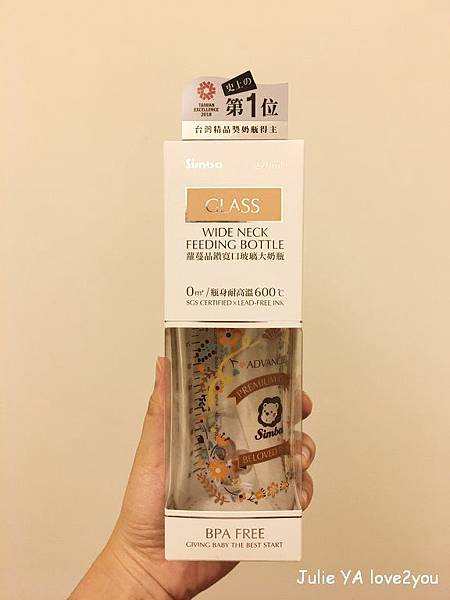 TAIWAN
EXCELLENCE
2018
史上の
第1位
台灣精品獎奶瓶得主
Simba
GLASS
WIDE NECK
FEEDING BOTTLE
蘿蔓晶鑽寬口玻璃大奶瓶
0m+/瓶身耐高溫600℃
SGS CERTIFIED×LEAD-FREE INK
PREMIUM
Simba
BELOVED
BPA FREE
GIVING BABY THE BEST START
Julie YA love2you